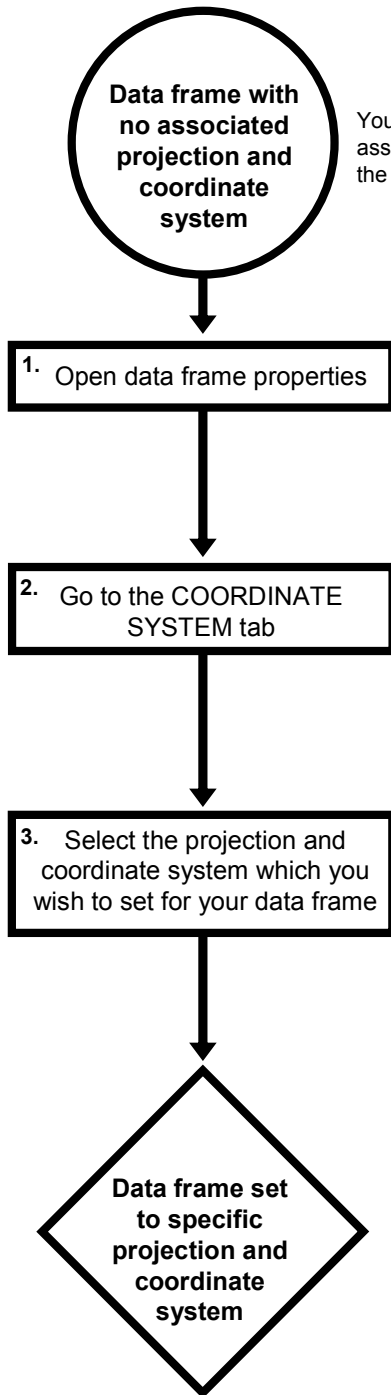 Data frame with
no associated
projection and
coordinate
system
You
ass
the
1. Open data frame properties
2. Go to the COORDINATE
SYSTEM tab
3. Select the projection and
coordinate system which you
wish to set for your data frame
Data frame set
to specific
projection and
coordinate
system